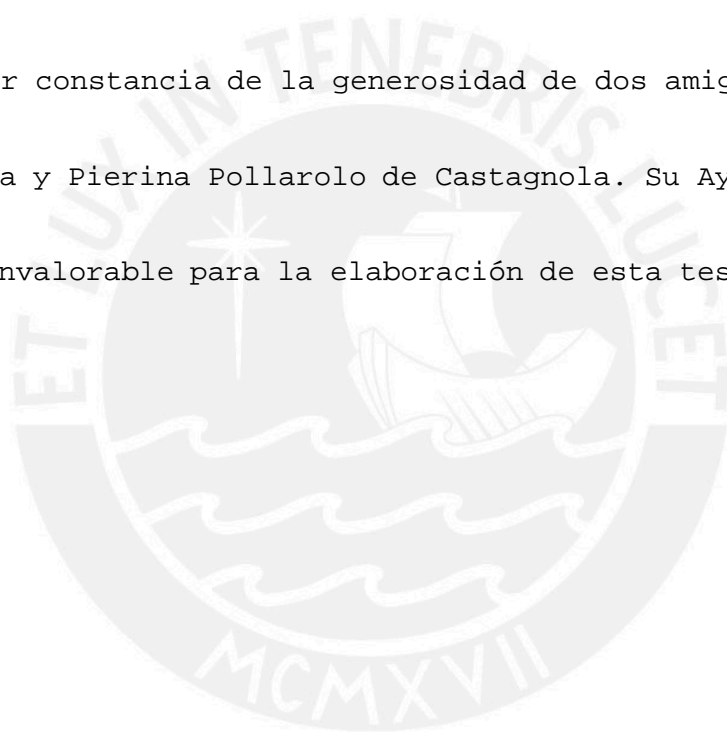 r constancia de la generosidad de dos amig
a y Pierina Pollarolo de Castagnola. Su Ay
nvalorable para la elaboración de esta tes
ET LUX IN TENEBRIS LUCET
MCMXVII